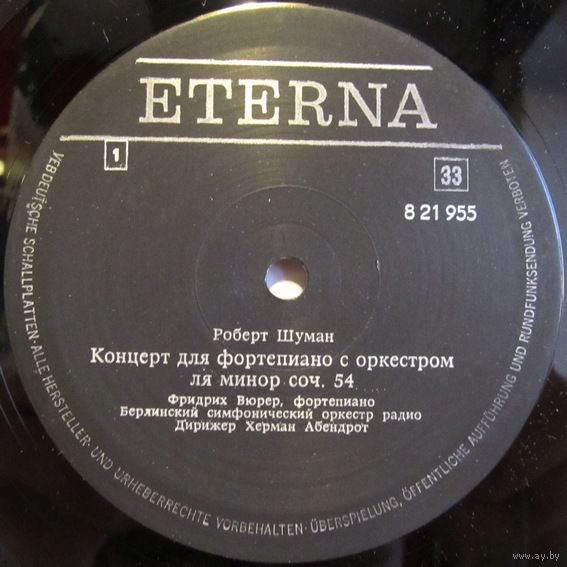 ETERNA
1
33
8 21 955
Роберт Шуман
Концерт для фортепиано с оркестром
ля минор соч. 54
Фридрих Вюрер, фортепиано
Берлинский симфонический оркестр радио
Дирижер Херман Абендрот
VEB DEUTSCHE SCHALLPLATTEN · ALLE HERSTELLER- UND URHEBERRECHTE VORBEHALTEN · ÜBERSPIELUNG, ÖFFENTLICHE AUFFÜHRUNG UND RUNDFUNKSENDUNG VERBOTEN
www.ay.by